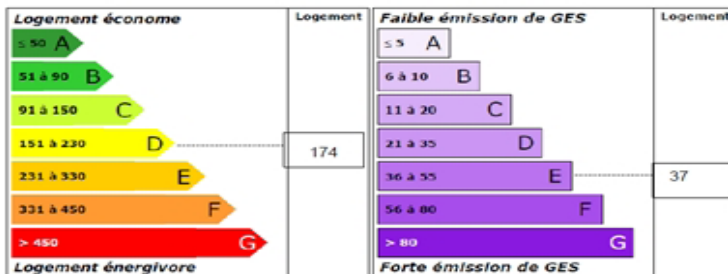 Logement économe
Logement
≤ 50 A
51 à 90 B
91 à 150 C
151 à 230 D
174
231 à 330 E
331 à 450 F
> 450 G
Logement énergivore
Faible émission de GES
Logement
≤ 5 A
6 à 10 B
11 à 20 C
21 à 35 D
36 à 55 E
37
56 à 80 F
> 80 G
Forte émission de GES